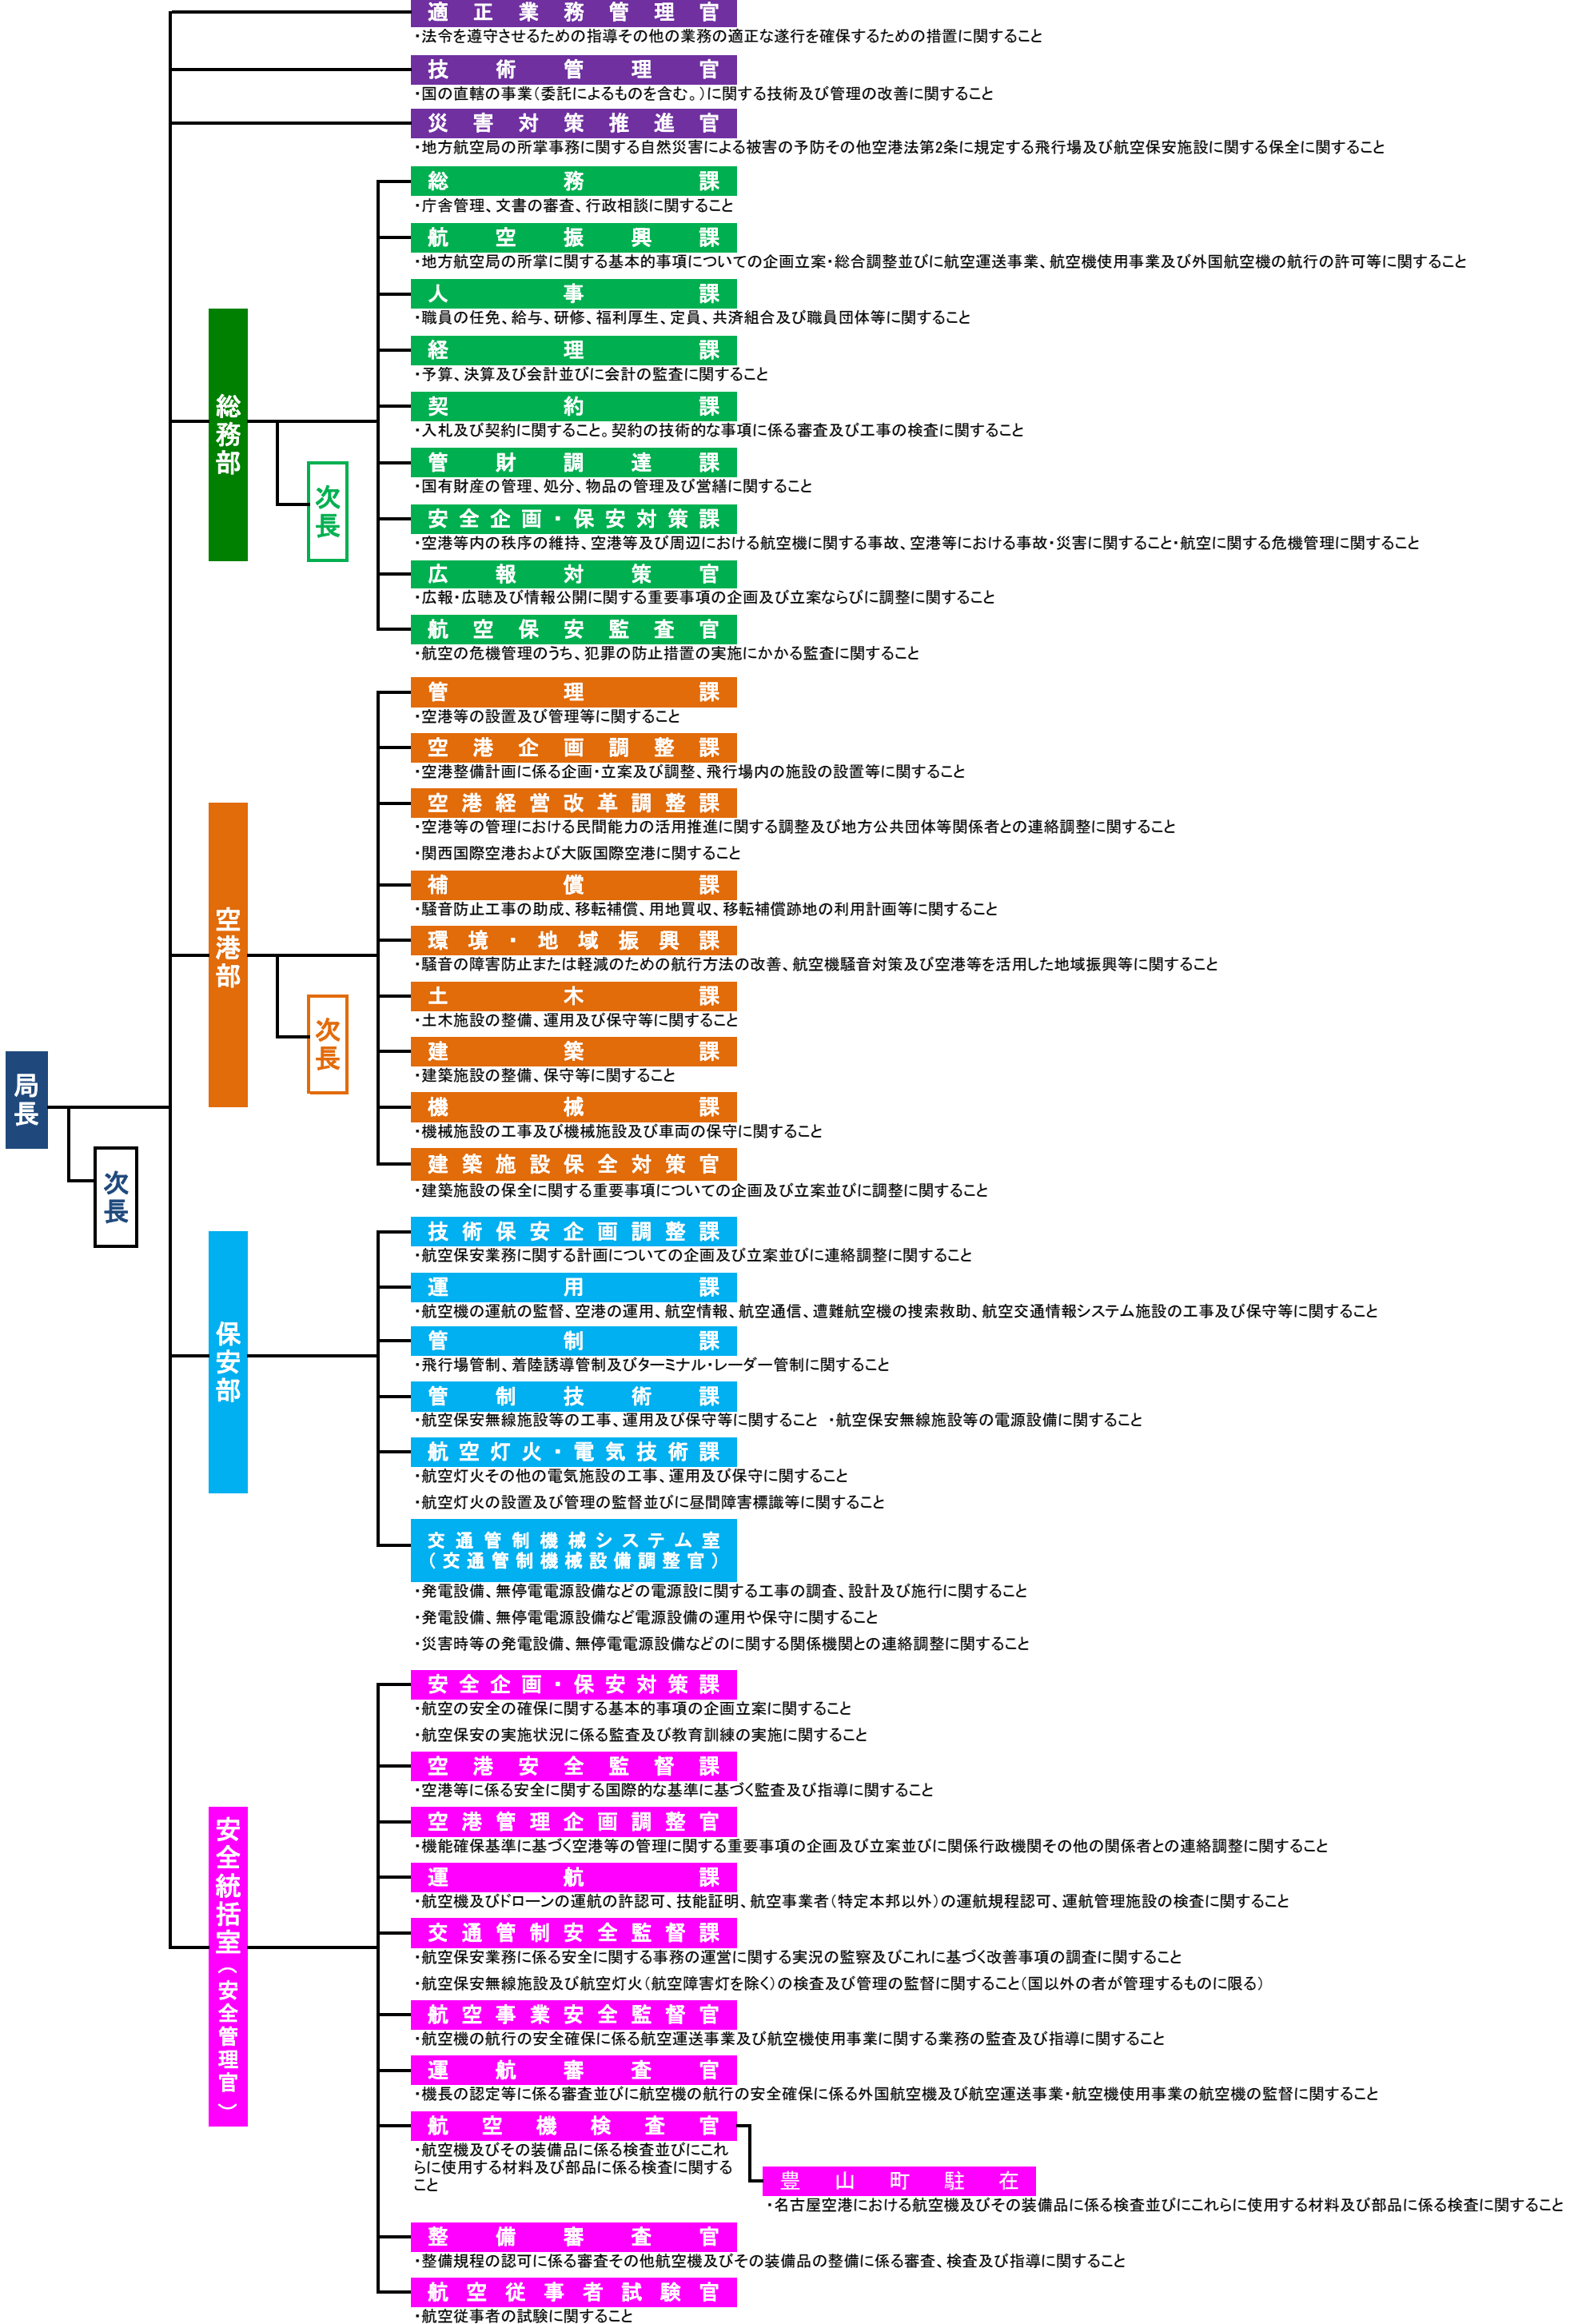 適正業務管理官
・法令を遵守させるための指導その他の業務の適正な遂行を確保するための措置に関すること
技術管理官
・国の直轄の事業(委託によるものを含む。)に関する技術及び管理の改善に関すること
災害対策推進官
・地方航空局の所掌事務に関する自然災害による被害の予防その他空港法第2条に規定する飛行場及び航空保安施設に関する保全に関すること
総務課
・庁舎管理、文書の審査、行政相談に関すること
航空振興課
・地方航空局の所掌に関する基本的事項についての企画立案・総合調整並びに航空運送事業、航空機使用事業及び外国航空機の航行の許可等に関すること
人事課
・職員の任免、給与、研修、福利厚生、定員、共済組合及び職員団体等に関すること
経理課
・予算、決算及び会計並びに会計の監査に関すること
契約課
・入札及び契約に関すること。契約の技術的な事項に係る審査及び工事の検査に関すること
管財調達課
・国有財産の管理、処分、物品の管理及び営繕に関すること
安全企画・保安対策課
・空港等内の秩序の維持、空港等及び周辺における航空機に関する事故、空港等における事故・災害に関すること・航空に関する危機管理に関すること
広報対策官
・広報・広聴及び情報公開に関する重要事項の企画及び立案ならびに調整に関すること
航空保安監査官
・航空の危機管理のうち、犯罪の防止措置の実施にかかる監査に関すること
総務部
次長
管理課
・空港等の設置及び管理等に関すること
空港企画調整課
・空港整備計画に係る企画・立案及び調整、飛行場内の施設の設置等に関すること
空港経営改革調整課
・空港等の管理における民間能力の活用推進に関する調整及び地方公共団体等関係者との連絡調整に関すること
・関西国際空港および大阪国際空港に関すること
補償課
・騒音防止工事の助成、移転補償、用地買収、移転補償跡地の利用計画等に関すること
環境・地域振興課
・騒音の障害防止または軽減のための航行方法の改善、航空機騒音対策及び空港等を活用した地域振興等に関すること
土木課
・土木施設の整備、運用及び保守等に関すること
建築課
・建築施設の整備、保守等に関すること
機械課
・機械施設の工事及び機械施設及び車両の保守に関すること
建築施設保全対策官
・建築施設の保全に関する重要事項についての企画及び立案並びに調整に関すること
空港部
次長
局長
次長
技術保安企画調整課
・航空保安業務に関する計画についての企画及び立案並びに連絡調整に関すること
運用課
・航空機の運航の監督、空港の運用、航空情報、航空通信、遭難航空機の捜索救助、航空交通情報システム施設の工事及び保守等に関すること
管制課
・飛行場管制、着陸誘導管制及びターミナル・レーダー管制に関すること
管制技術課
・航空保安無線施設等の工事、運用及び保守等に関すること ・航空保安無線施設等の電源設備に関すること
航空灯火・電気技術課
・航空灯火その他の電気施設の工事、運用及び保守に関すること
・航空灯火の設置及び管理の監督並びに昼間障害標識等に関すること
交通管制機械システム室
(交通管制機械設備調整官)
・発電設備、無停電電源設備などの電源設に関する工事の調査、設計及び施行に関すること
・発電設備、無停電電源設備など電源設備の運用や保守に関すること
・災害時等の発電設備、無停電電源設備などのに関する関係機関との連絡調整に関すること
保安部
安全企画・保安対策課
・航空の安全の確保に関する基本的事項の企画立案に関すること
・航空保安の実施状況に係る監査及び教育訓練の実施に関すること
空港安全監督課
・空港等に係る安全に関する国際的な基準に基づく監査及び指導に関すること
空港管理企画調整官
・機能確保基準に基づく空港等の管理に関する重要事項の企画及び立案並びに関係行政機関その他の関係者との連絡調整に関すること
運航課
・航空機及びドローンの運航の許認可、技能証明、航空事業者(特定本邦以外)の運航規程認可、運航管理施設の検査に関すること
交通管制安全監督課
・航空保安業務に係る安全に関する事務の運営に関する実況の監察及びこれに基づく改善事項の調査に関すること
・航空保安無線施設及び航空灯火(航空障害灯を除く)の検査及び管理の監督に関すること(国以外の者が管理するものに限る)
航空事業安全監督官
・航空機の航行の安全確保に係る航空運送事業及び航空機使用事業に関する業務の監査及び指導に関すること
運航審査官
・機長の認定等に係る審査並びに航空機の航行の安全確保に係る外国航空機及び航空運送事業・航空機使用事業の航空機の監督に関すること
航空機検査官
・航空機及びその装備品に係る検査並びにこれ
らに使用する材料及び部品に係る検査に関する
こと
豊山町駐在
・名古屋空港における航空機及びその装備品に係る検査並びにこれらに使用する材料及び部品に係る検査に関すること
整備審査官
・整備規程の認可に係る審査その他航空機及びその装備品の整備に係る審査、検査及び指導に関すること
航空従事者試験官
・航空従事者の試験に関すること
安全統括室(安全管理官)